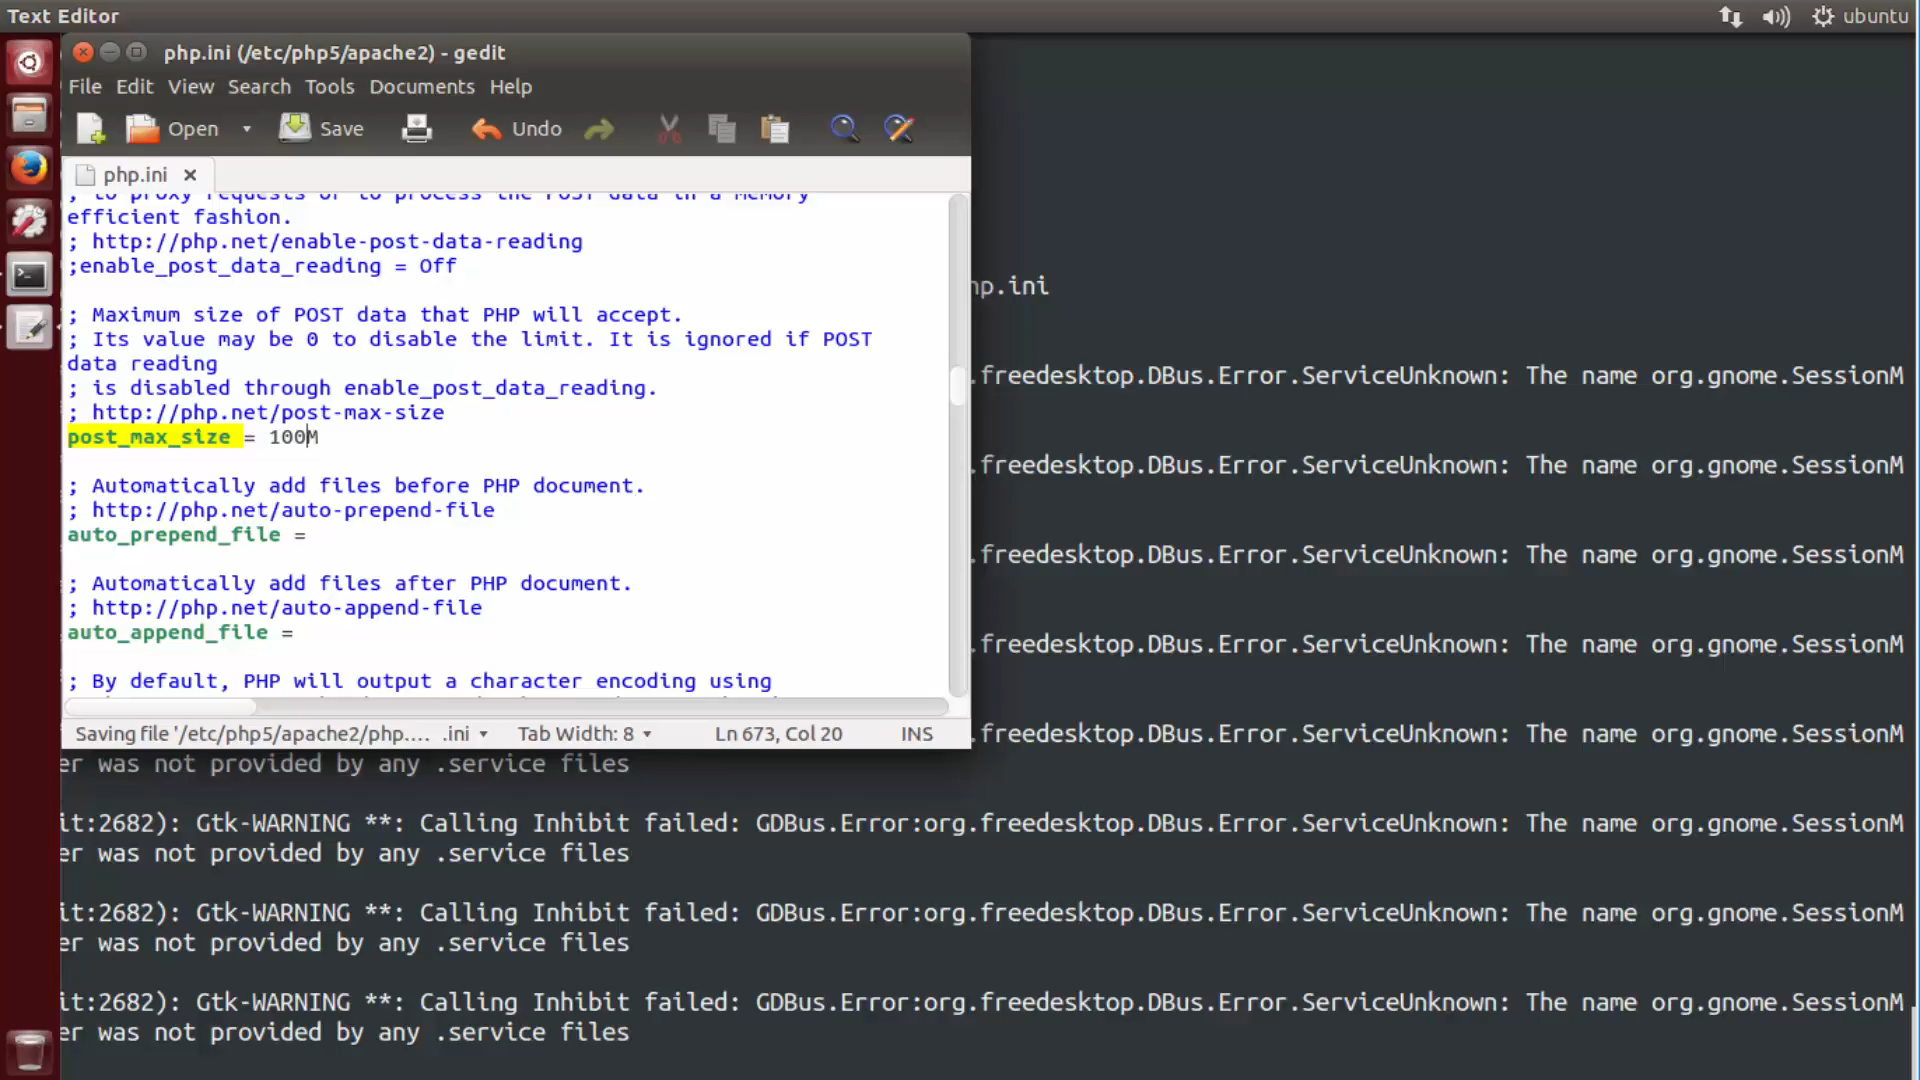 Text Editor
ubuntu
php.ini (/etc/php5/apache2) - gedit
File Edit View Search Tools Documents Help
Open Save Undo
php.ini
; to proxy requests or to process the POST data in a memory
efficient fashion.
; http://php.net/enable-post-data-reading
;enable_post_data_reading = Off
; Maximum size of POST data that PHP will accept.
; Its value may be 0 to disable the limit. It is ignored if POST
data reading
; is disabled through enable_post_data_reading.
; http://php.net/post-max-size
post_max_size = 100M
; Automatically add files before PHP document.
; http://php.net/auto-prepend-file
auto_prepend_file =
; Automatically add files after PHP document.
; http://php.net/auto-append-file
auto_append_file =
; By default, PHP will output a character encoding using
Saving file '/etc/php5/apache2/php.... .ini Tab Width: 8 Ln 673, Col 20 INS
hp.ini
.freedesktop.DBus.Error.ServiceUnknown: The name org.gnome.SessionM
.freedesktop.DBus.Error.ServiceUnknown: The name org.gnome.SessionM
.freedesktop.DBus.Error.ServiceUnknown: The name org.gnome.SessionM
.freedesktop.DBus.Error.ServiceUnknown: The name org.gnome.SessionM
.freedesktop.DBus.Error.ServiceUnknown: The name org.gnome.SessionM
er was not provided by any .service files
it:2682): Gtk-WARNING **: Calling Inhibit failed: GDBus.Error:org.freedesktop.DBus.Error.ServiceUnknown: The name org.gnome.SessionM
er was not provided by any .service files
it:2682): Gtk-WARNING **: Calling Inhibit failed: GDBus.Error:org.freedesktop.DBus.Error.ServiceUnknown: The name org.gnome.SessionM
er was not provided by any .service files
it:2682): Gtk-WARNING **: Calling Inhibit failed: GDBus.Error:org.freedesktop.DBus.Error.ServiceUnknown: The name org.gnome.SessionM
er was not provided by any .service files